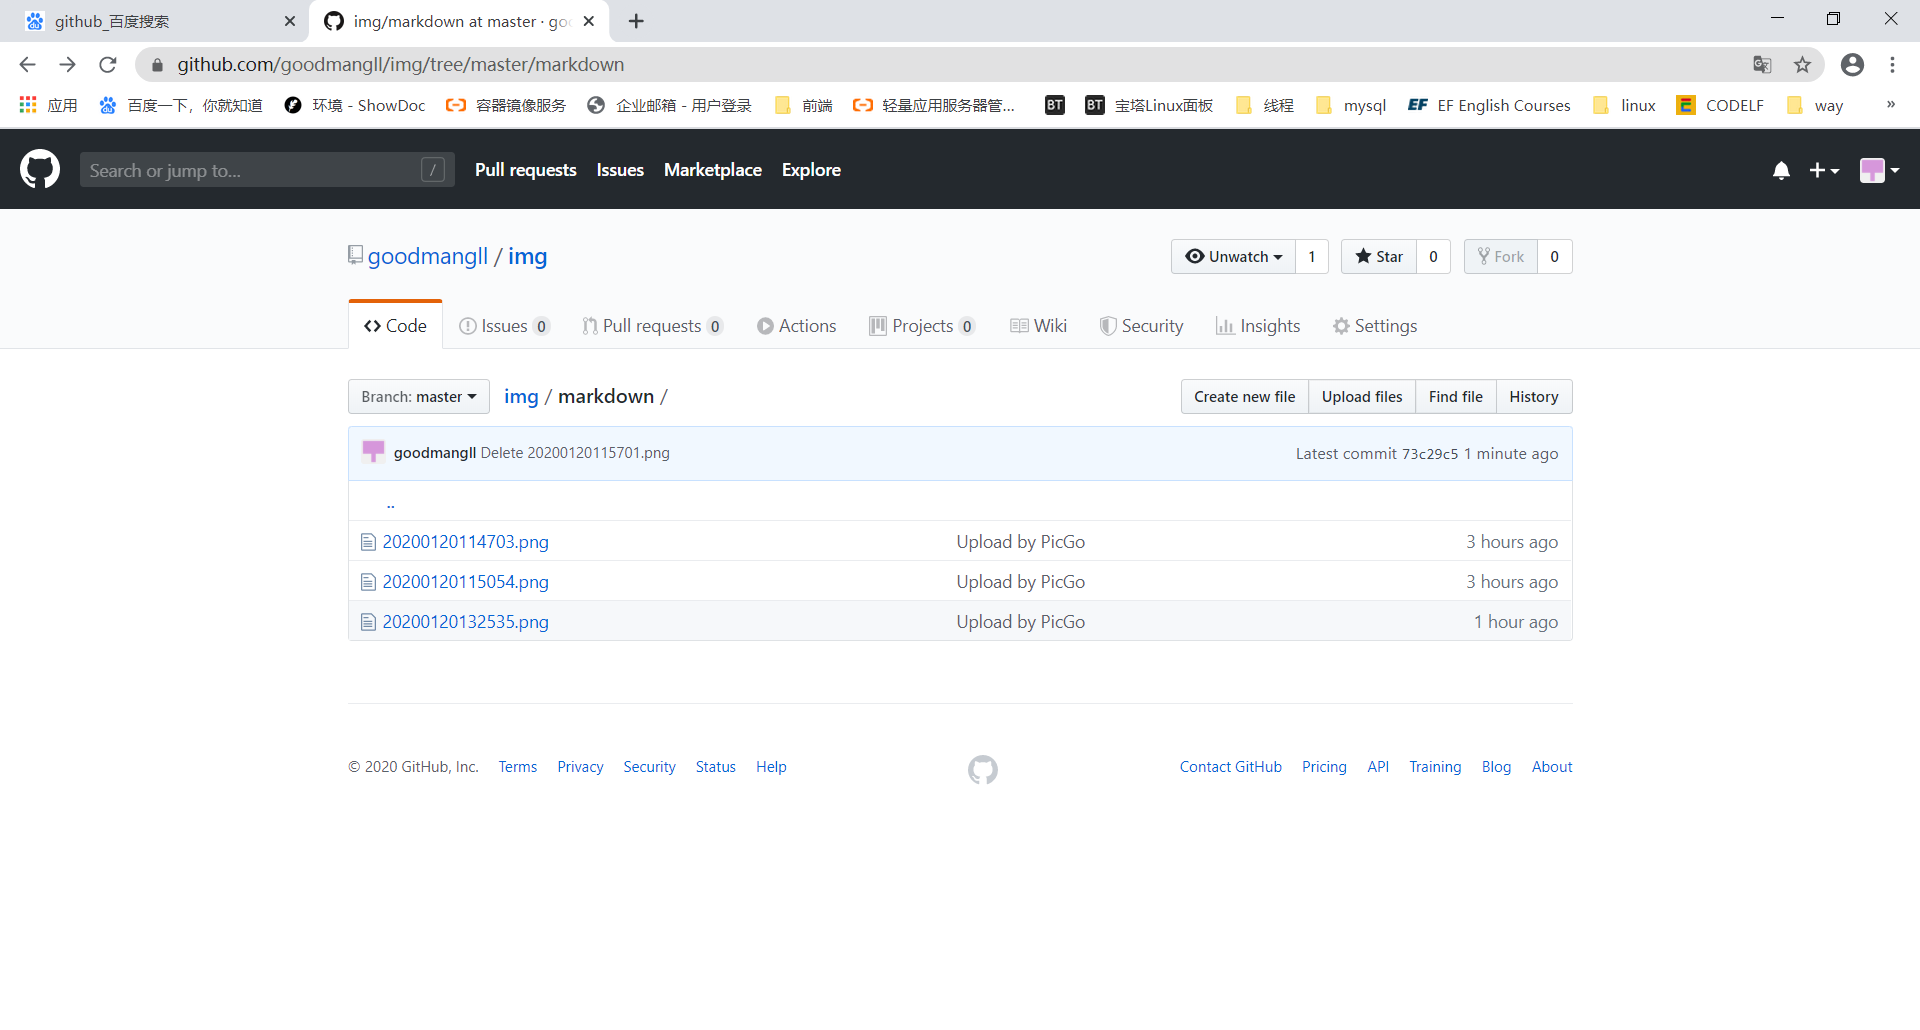 github_百度搜索
img/markdown at master · go
github.com/goodmangll/img/tree/master/markdown
应用 百度一下，你就知道 环境 - ShowDoc 容器镜像服务 企业邮箱 - 用户登录 前端 轻量应用服务器管... BT BT 宝塔Linux面板 线程 mysql EF EF English Courses linux CODELF way »
Search or jump to... / Pull requests Issues Marketplace Explore
goodmangll / img Unwatch 1 Star 0 Fork 0
Code Issues 0 Pull requests 0 Actions Projects 0 Wiki Security Insights Settings
Branch: master img / markdown / Create new file Upload files Find file History
goodmangll Delete 20200120115701.png Latest commit 73c29c5 1 minute ago
..
20200120114703.png Upload by PicGo 3 hours ago
20200120115054.png Upload by PicGo 3 hours ago
20200120132535.png Upload by PicGo 1 hour ago
© 2020 GitHub, Inc. Terms Privacy Security Status Help Contact GitHub Pricing API Training Blog About